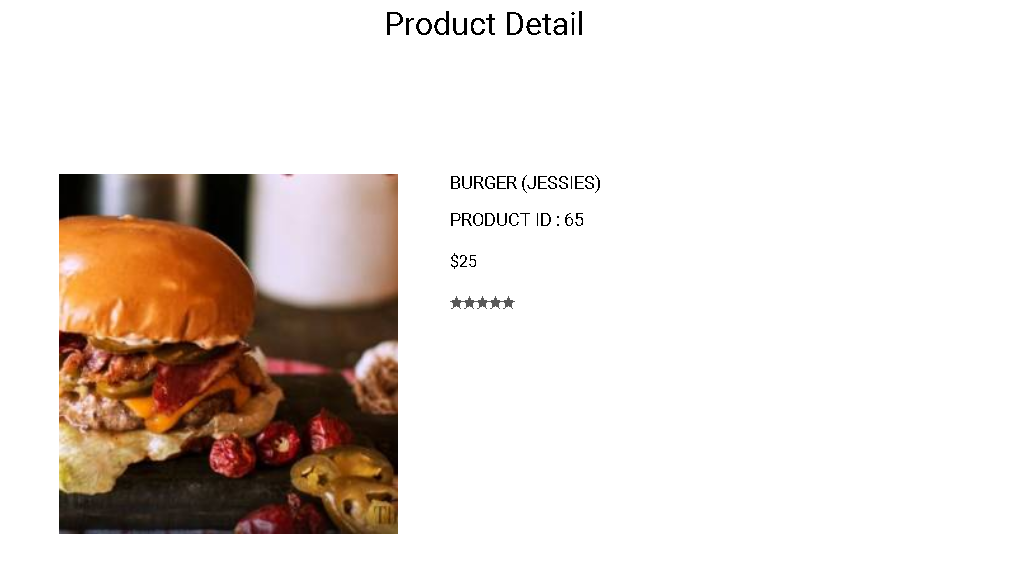 Product Detail
BURGER (JESSIES)
PRODUCT ID : 65
$25